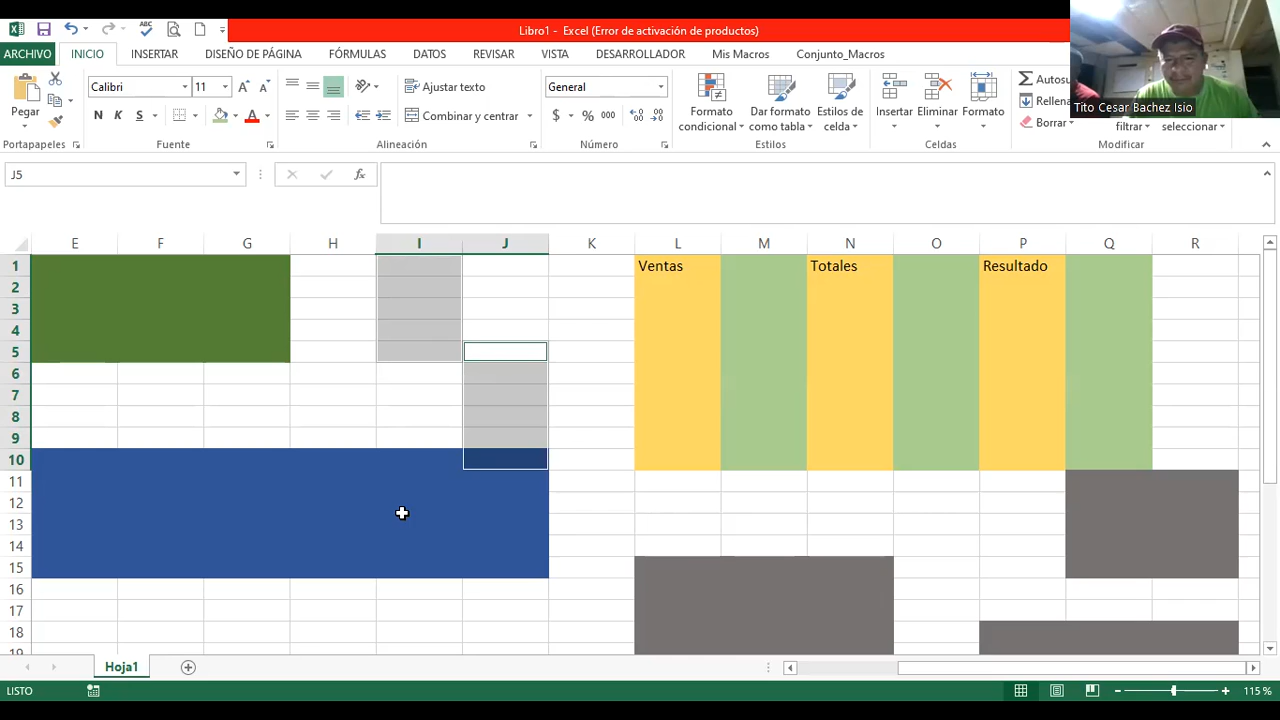 Libro1 - Excel (Error de activación de productos)
ARCHIVO INICIO INSERTAR DISEÑO DE PÁGINA FÓRMULAS DATOS REVISAR VISTA DESARROLLADOR Mis Macros Conjunto_Macros
Pegar
Portapapeles
Calibri 11
N K S
Fuente
Ajustar texto
Combinar y centrar
Alineación
General
$ % 000
Número
Formato condicional
Dar formato como tabla
Estilos de celda
Estilos
Insertar
Eliminar
Formato
Celdas
Autosu
Rellena
Borrar
filtrar
seleccionar
Modificar
Tito Cesar Bachez Isio
J5
fx
E F G H I J K L M N O P Q R
1 Ventas Totales Resultado
2
3
4
5
6
7
8
9
10
11
12
13
14
15
16
17
18
Hoja1
LISTO
115 %